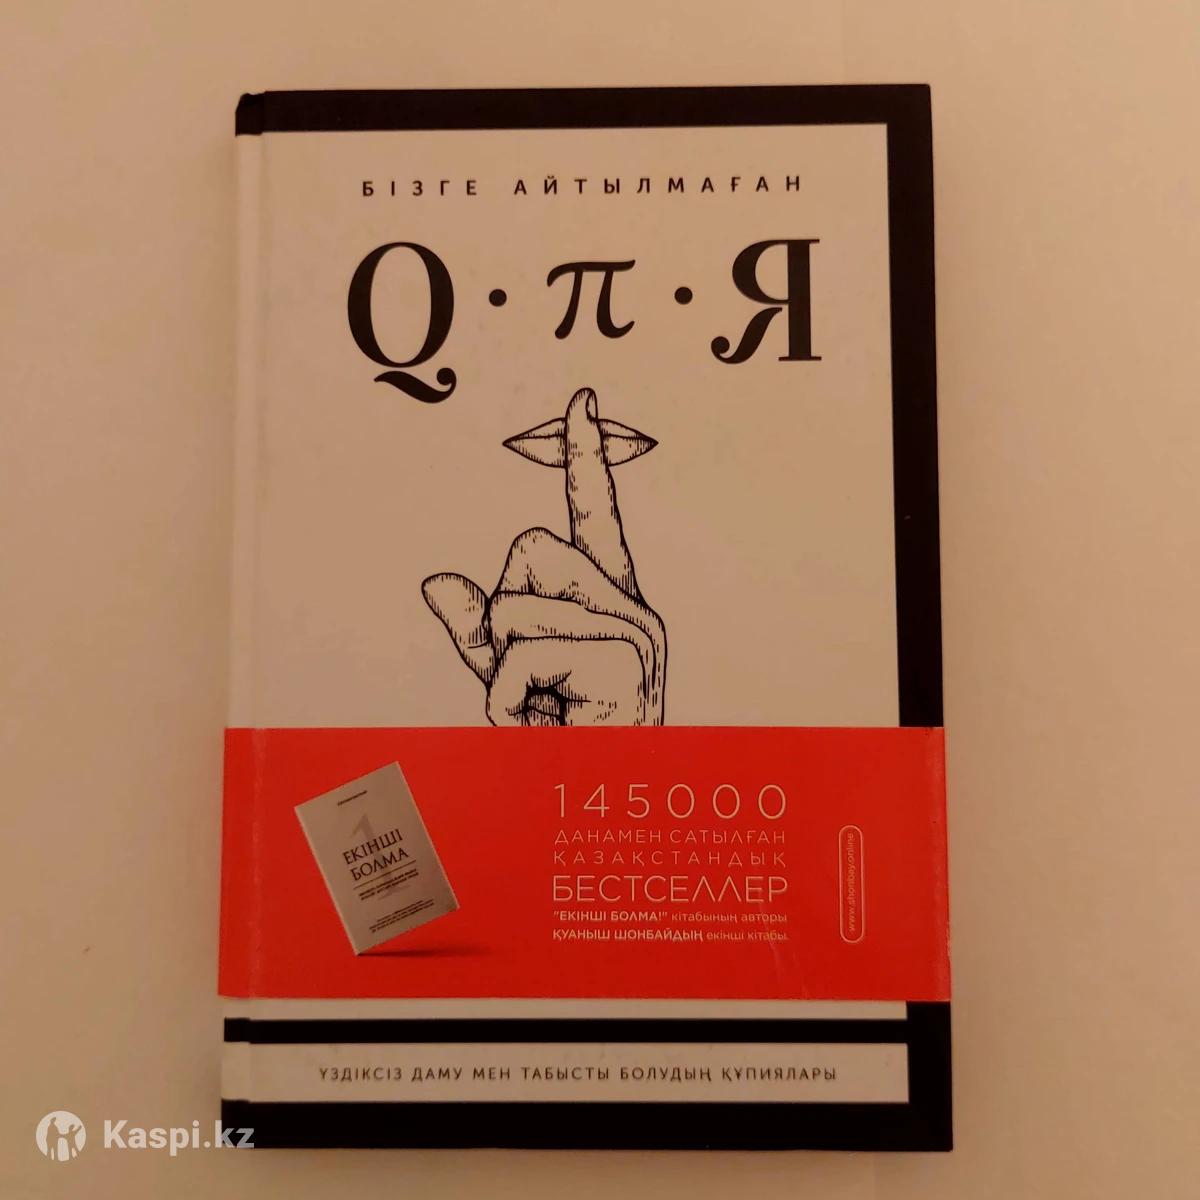 БІЗГЕ АЙТЫЛМАҒАН
Q·π·Я
145000
ДАНАМЕН САТЫЛҒАН
ҚАЗАҚСТАНДЫҚ
БЕСТСЕЛЛЕР
"ЕКІНШІ БОЛМА!" кітабының авторы
ҚУАНЫШ ШОНБАЙДЫҢ екінші кітабы.
www.shonbay.online
1
ЕКІНШІ
БОЛМА
ҮЗДІКСІЗ ДАМУ МЕН ТАБЫСТЫ БОЛУДЫҢ ҚҰПИЯЛАРЫ
Kaspi.kz